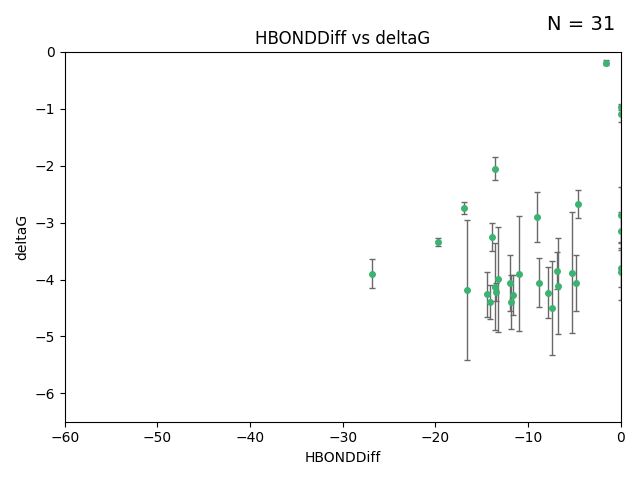 N = 31
HBONDDiff vs deltaG
0
−1
−2
−3
−4
−5
−6
deltaG
−60 −50 −40 −30 −20 −10 0
HBONDDiff